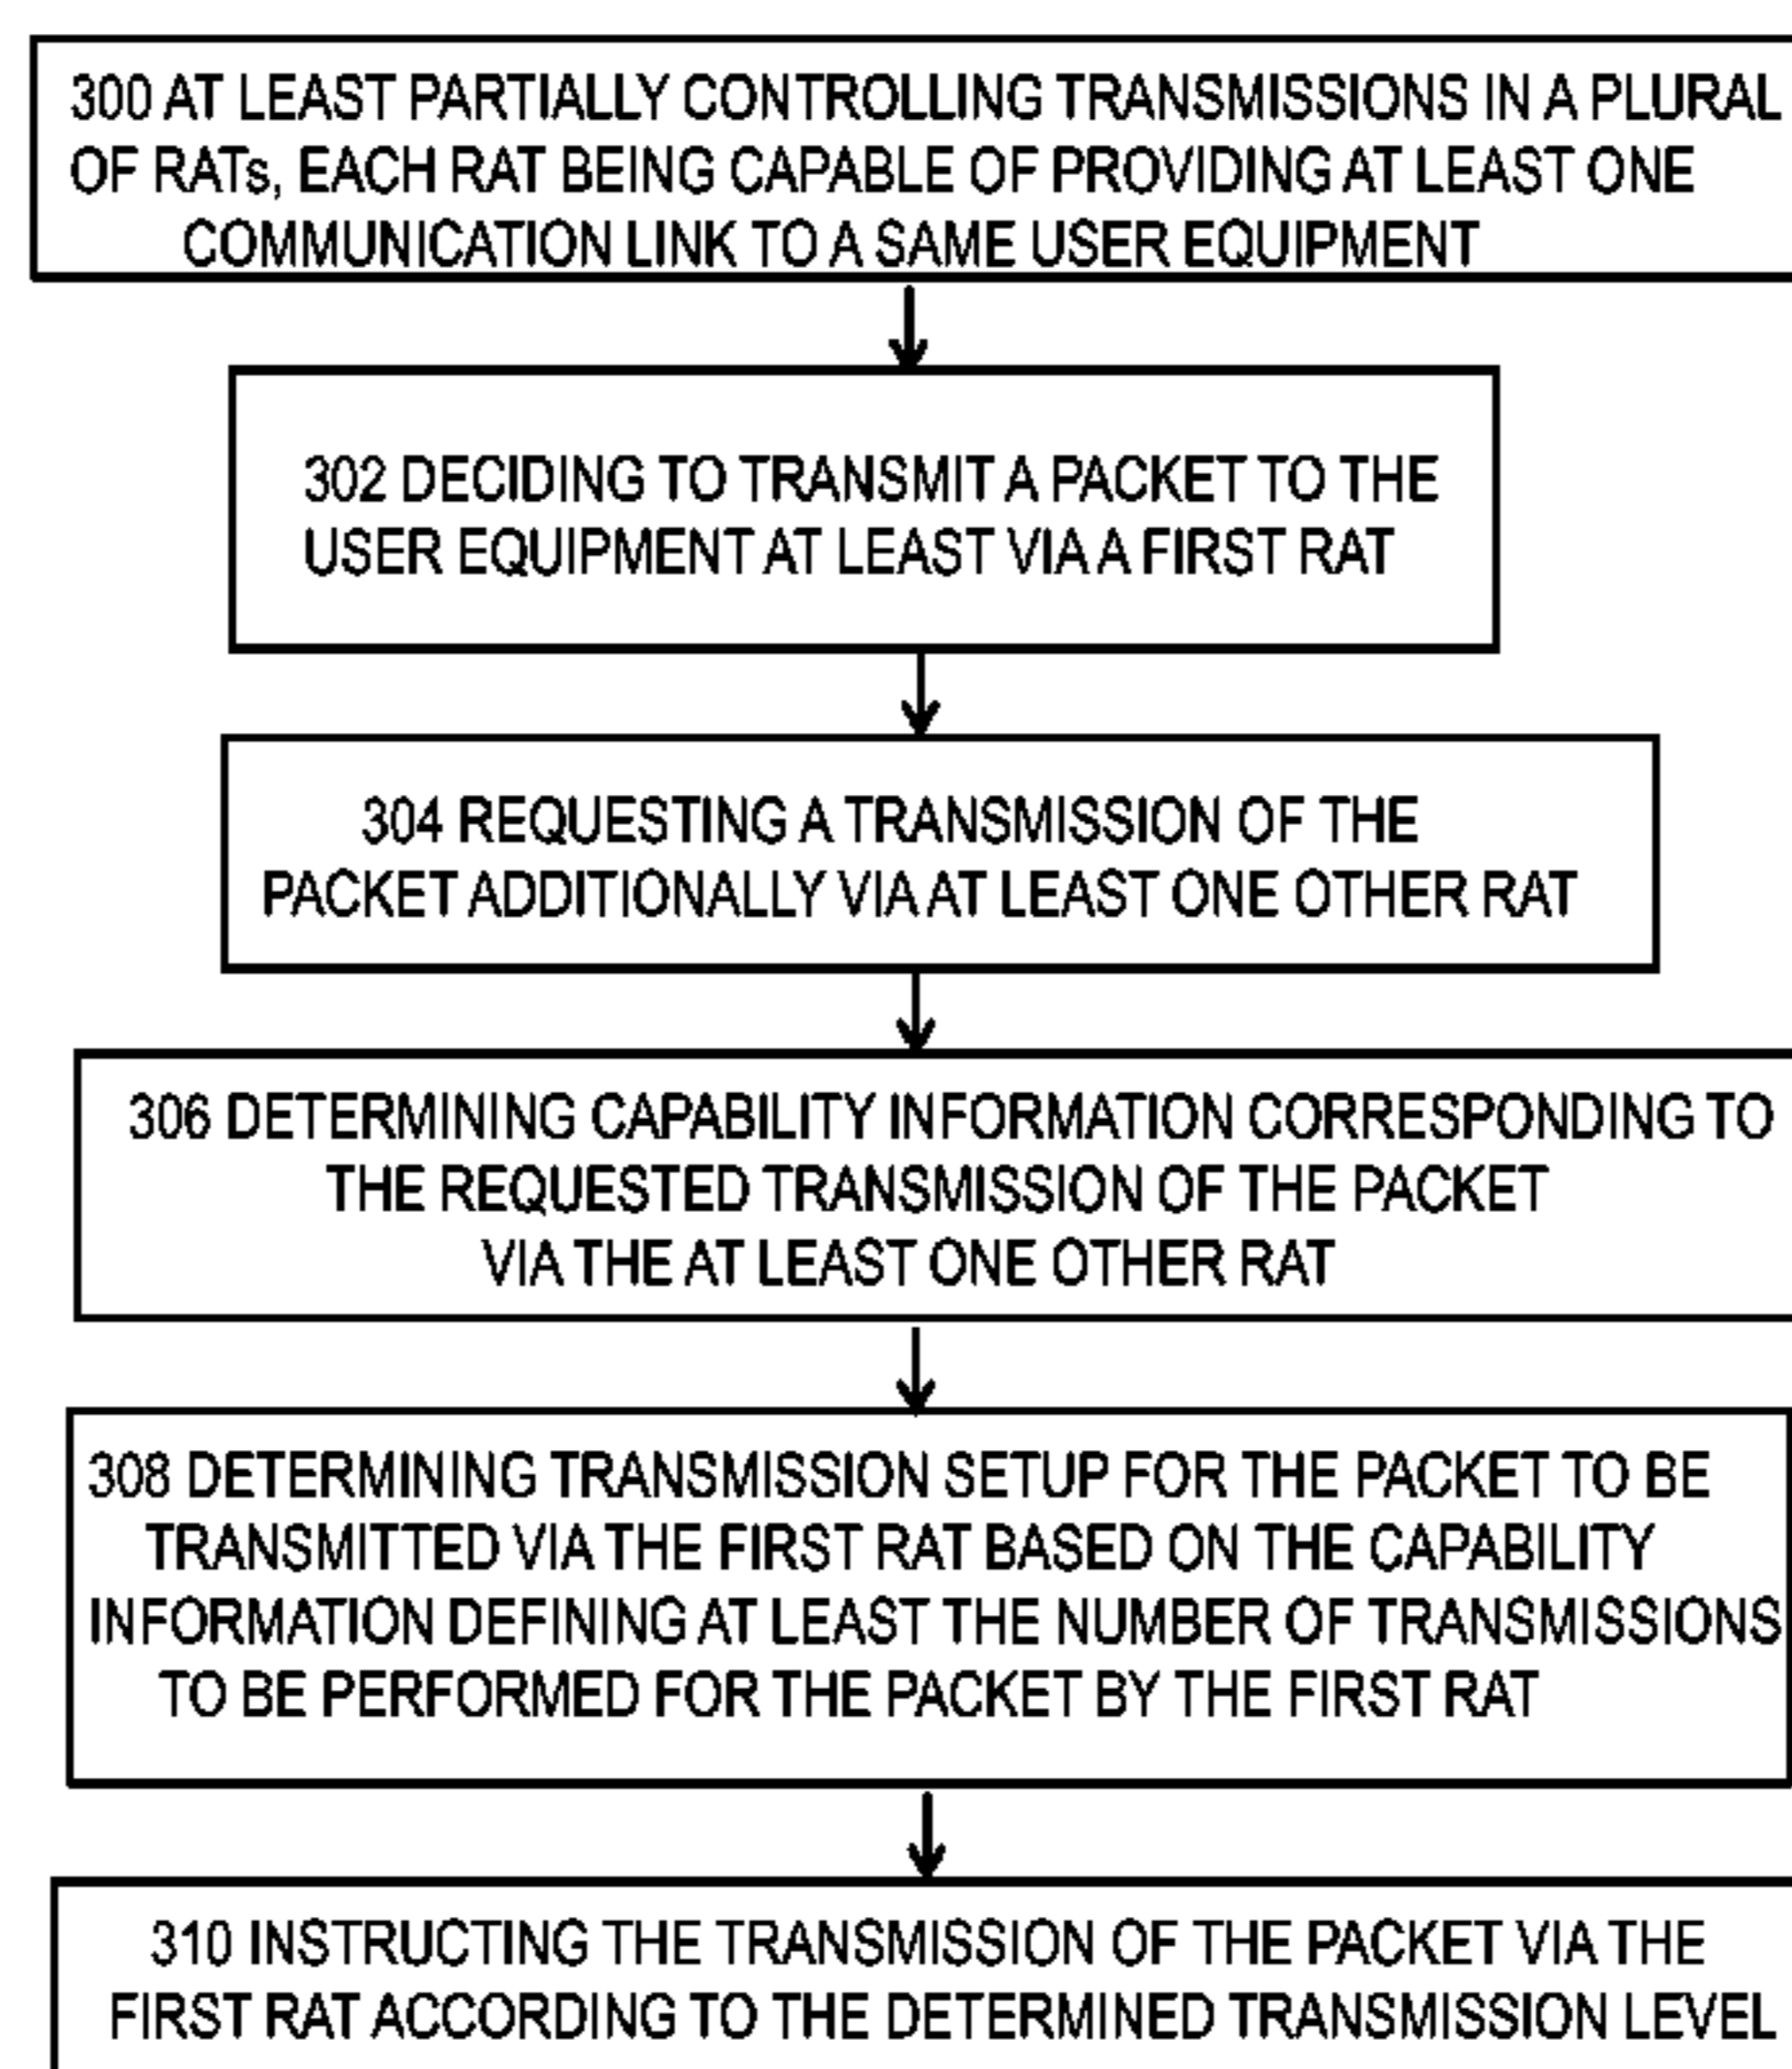 300 AT LEAST PARTIALLY CONTROLLING TRANSMISSIONS IN A PLURAL
OF RATs, EACH RAT BEING CAPABLE OF PROVIDING AT LEAST ONE
COMMUNICATION LINK TO A SAME USER EQUIPMENT
302 DECIDING TO TRANSMIT A PACKET TO THE
USER EQUIPMENT AT LEAST VIA A FIRST RAT
304 REQUESTING A TRANSMISSION OF THE
PACKET ADDITIONALLY VIA AT LEAST ONE OTHER RAT
306 DETERMINING CAPABILITY INFORMATION CORRESPONDING TO
THE REQUESTED TRANSMISSION OF THE PACKET
VIA THE AT LEAST ONE OTHER RAT
308 DETERMINING TRANSMISSION SETUP FOR THE PACKET TO BE
TRANSMITTED VIA THE FIRST RAT BASED ON THE CAPABILITY
INFORMATION DEFINING AT LEAST THE NUMBER OF TRANSMISSIONS
TO BE PERFORMED FOR THE PACKET BY THE FIRST RAT
310 INSTRUCTING THE TRANSMISSION OF THE PACKET VIA THE
FIRST RAT ACCORDING TO THE DETERMINED TRANSMISSION LEVEL